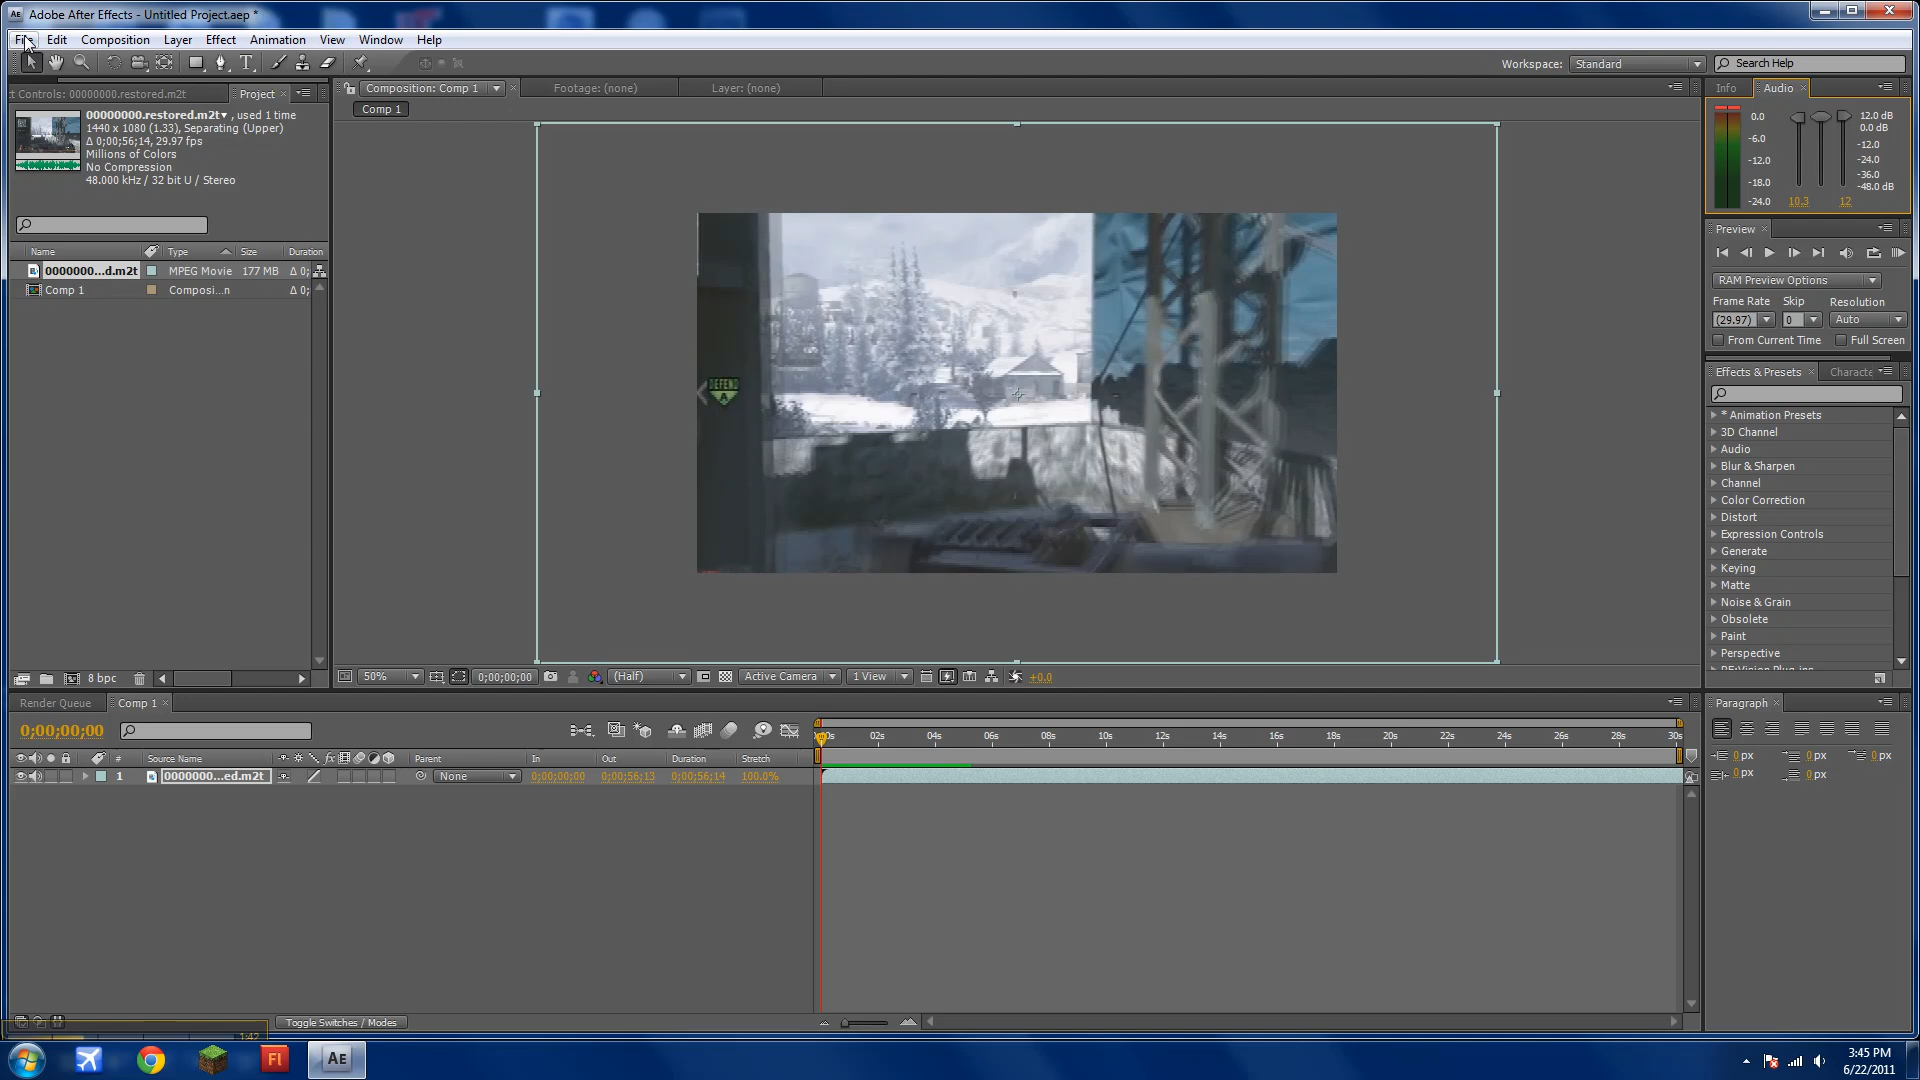 Adobe After Effects - Untitled Project.aep *
File Edit Composition Layer Effect Animation View Window Help
Workspace: Standard Search Help
t Controls: 00000000.restored.m2t Project
00000000.restored.m2t , used 1 time
1440 x 1080 (1.33), Separating (Upper)
Δ 0;00;56;14, 29.97 fps
Millions of Colors
No Compression
48.000 kHz / 32 bit U / Stereo
Name Type Size Duration
0000000...d.m2t MPEG Movie 177 MB Δ 0;
Comp 1 Composi...n Δ 0;
8 bpc
Composition: Comp 1 Footage: (none) Layer: (none)
Comp 1
DEFEND
A
50% 0;00;00;00 (Half) Active Camera 1 View +0.0
Info Audio
0.0 12.0 dB
0.0 dB
-6.0 -12.0
-12.0 -24.0
-18.0 -36.0
-24.0 -48.0 dB
10.3 12
Preview
RAM Preview Options
Frame Rate Skip Resolution
(29.97) 0 Auto
From Current Time Full Screen
Effects & Presets Characte
* Animation Presets
3D Channel
Audio
Blur & Sharpen
Channel
Color Correction
Distort
Expression Controls
Generate
Keying
Matte
Noise & Grain
Obsolete
Paint
Perspective
RE:Vision Plug-ins
Render Queue Comp 1
0;00;00;00
02s 04s 06s 08s 10s 12s 14s 16s 18s 20s 22s 24s 26s 28s 30s
# Source Name fx Parent In Out Duration Stretch
1 0000000...ed.m2t None 0;00;00;00 0;00;56;13 0;00;56;14 100.0%
Toggle Switches / Modes
1:42
Paragraph
0 px 0 px 0 px
0 px 0 px
Fl Ae
3:45 PM
6/22/2011